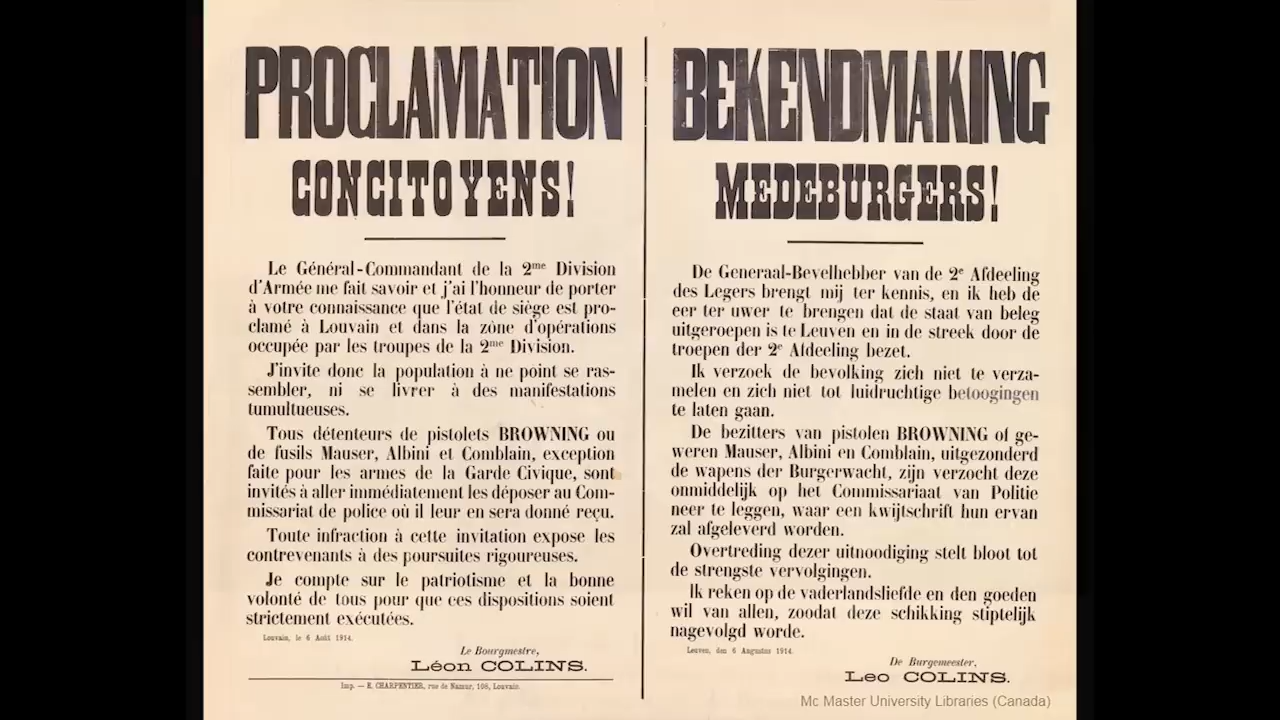 PROCLAMATION
CONCITOYENS!
Le Général-Commandant de la 2me Division
d'Armée me fait savoir et j'ai l'honneur de porter
à votre connaissance que l'état de siège est pro-
clamé à Louvain et dans la zône d'opérations
occupée par les troupes de la 2me Division.
J'invite donc la population à ne point se ras-
sembler, ni se livrer à des manifestations
tumultueuses.
Tous détenteurs de pistolets BROWNING ou
de fusils Mauser, Albini et Comblain, exception
faite pour les armes de la Garde Civique, sont
invités à aller immédiatement les déposer au Com-
missariat de police où il leur en sera donné reçu.
Toute infraction à cette invitation expose les
contrevenants à des poursuites rigoureuses.
Je compte sur le patriotisme et la bonne
volonté de tous pour que ces dispositions soient
strictement exécutées.
Louvain, le 6 Août 1914.
Le Bourgmestre,
Léon COLINS.
Imp. — E. CHARPENTIER, rue de Namur, 108, Louvain.
BEKENDMAKING
MEDEBURGERS!
De Generaal-Bevelhebber van de 2e Afdeeling
des Legers brengt mij ter kennis, en ik heb de
eer ter uwer te brengen dat de staat van beleg
uitgeroepen is te Leuven en in de streek door de
troepen der 2e Afdeeling bezet.
Ik verzoek de bevolking zich niet te verza-
melen en zich niet tot luidruchtige betoogingen
te laten gaan.
De bezitters van pistolen BROWNING of ge-
weren Mauser, Albini en Comblain, uitgezonderd
de wapens der Burgerwacht, zijn verzocht deze
onmiddelijk op het Commissariaat van Politie
neer te leggen, waar een kwijtschrift hun ervan
zal afgeleverd worden.
Overtreding dezer uitnoodiging stelt bloot tot
de strengste vervolgingen.
Ik reken op de vaderlandsliefde en den goeden
wil van allen, zoodat deze schikking stiptelijk
nagevolgd worde.
Leuven, den 6 Augustus 1914.
De Burgemeester,
Leo COLINS.
Mc Master University Libraries (Canada)